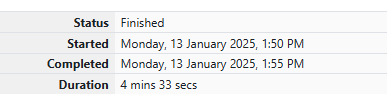 Status Finished
Started Monday, 13 January 2025, 1:50 PM
Completed Monday, 13 January 2025, 1:55 PM
Duration 4 mins 33 secs